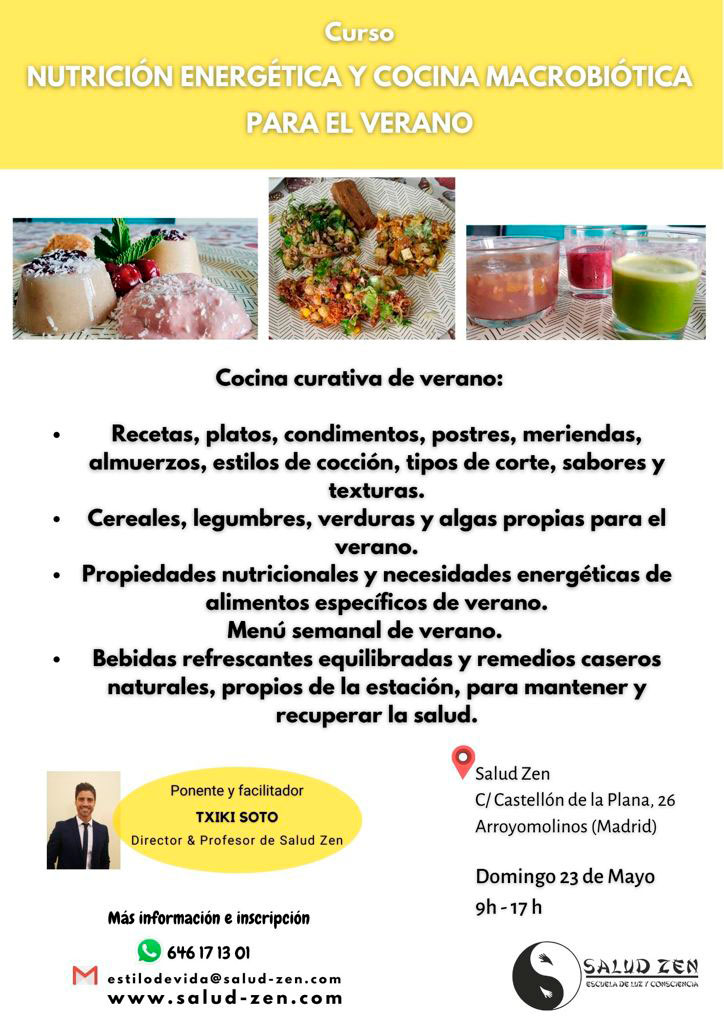 Curso
NUTRICIÓN ENERGÉTICA Y COCINA MACROBIÓTICA
PARA EL VERANO
Cocina curativa de verano:
• Recetas, platos, condimentos, postres, meriendas,
almuerzos, estilos de cocción, tipos de corte, sabores y
texturas.
• Cereales, legumbres, verduras y algas propias para el
verano.
• Propiedades nutricionales y necesidades energéticas de
alimentos específicos de verano.
Menú semanal de verano.
• Bebidas refrescantes equilibradas y remedios caseros
naturales, propios de la estación, para mantener y
recuperar la salud.
Ponente y facilitador
TXIKI SOTO
Director & Profesor de Salud Zen
Salud Zen
C/ Castellón de la Plana, 26
Arroyomolinos (Madrid)
Domingo 23 de Mayo
9h - 17 h
Más información e inscripción
646 17 13 01
estilodevida@salud-zen.com
www.salud-zen.com
SALUD ZEN
ESCUELA DE LUZ Y CONSCIENCIA